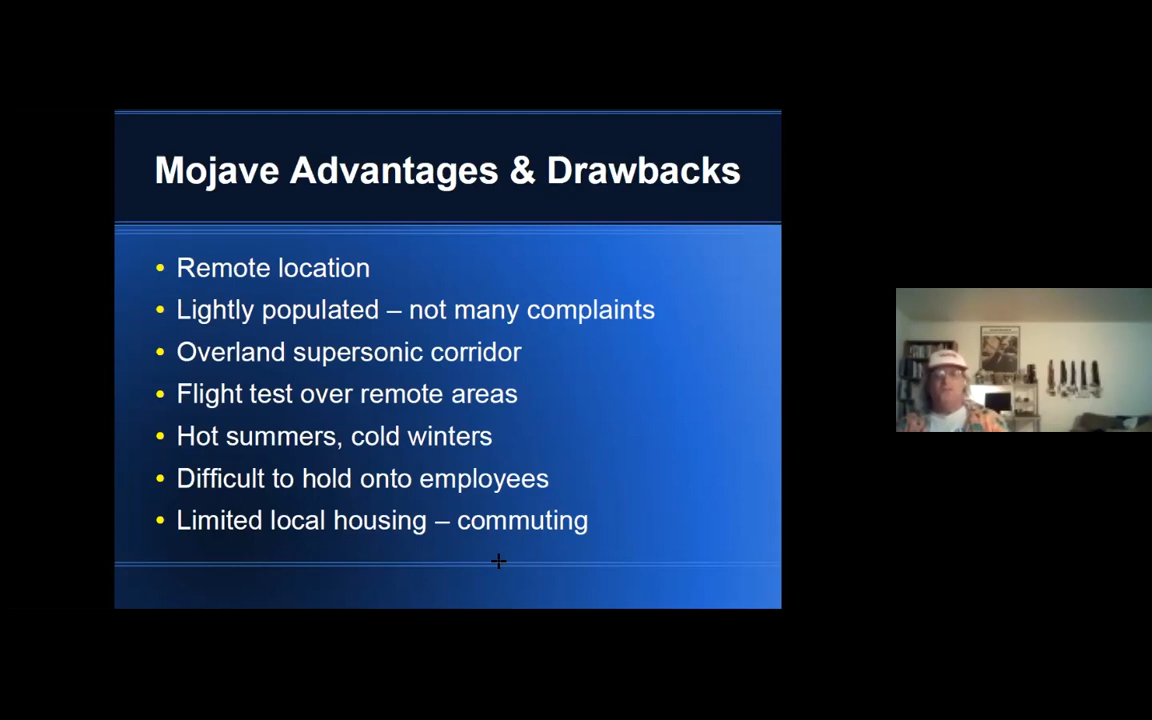 Mojave Advantages & Drawbacks
• Remote location
• Lightly populated – not many complaints
• Overland supersonic corridor
• Flight test over remote areas
• Hot summers, cold winters
• Difficult to hold onto employees
• Limited local housing – commuting